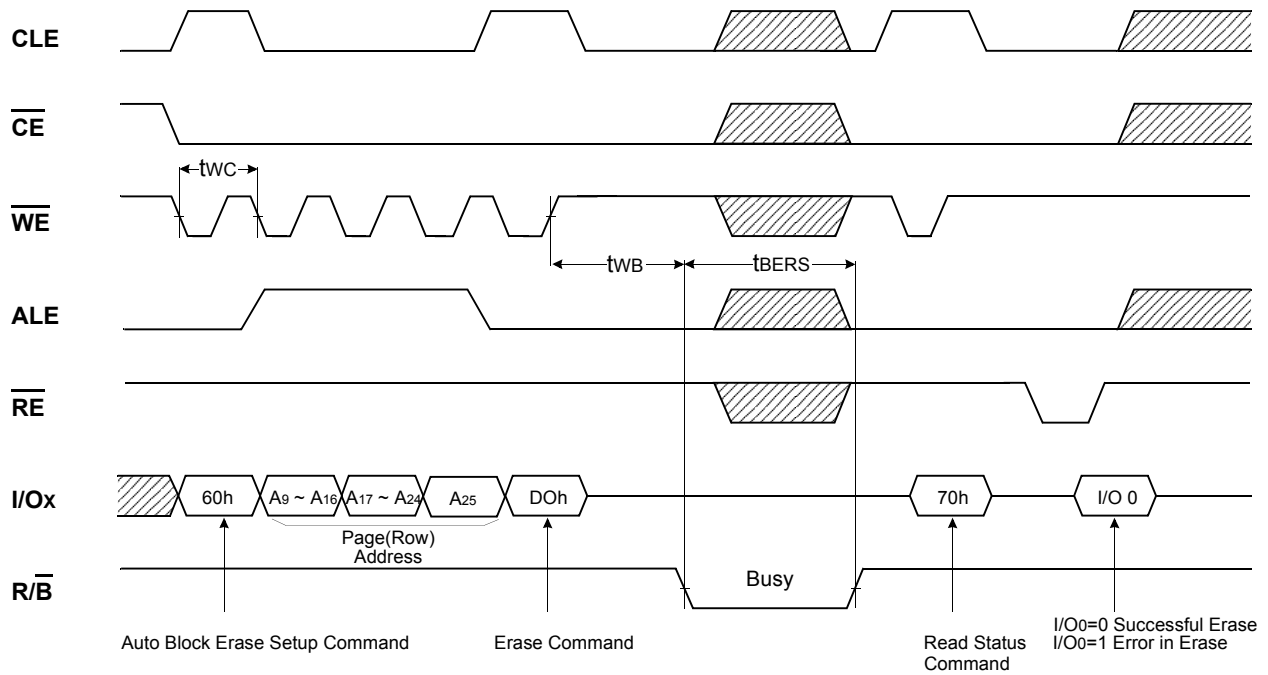 CLE
CE
tWC
WE
tWB
tBERS
ALE
RE
I/Ox
60h
A9 ~ A16
A17 ~ A24
A25
DOh
70h
I/O 0
Page(Row)
Address
R/B
Busy
Auto Block Erase Setup Command
Erase Command
Read Status
Command
I/O0=0 Successful Erase
I/O0=1 Error in Erase